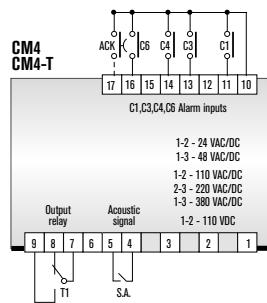 CM4
CM4-T
ACK C6 C4 C3 C1
17 16 15 14 13 12 11 10
C1,C3,C4,C6 Alarm inputs
1-2 - 24 VAC/DC
1-3 - 48 VAC/DC
1-2 - 110 VAC/DC
2-3 - 220 VAC/DC
1-3 - 380 VAC/DC
1-2 - 110 VDC
Output
relay
Acoustic
signal
9 8 7 6 5 4 3 2 1
T1
S.A.